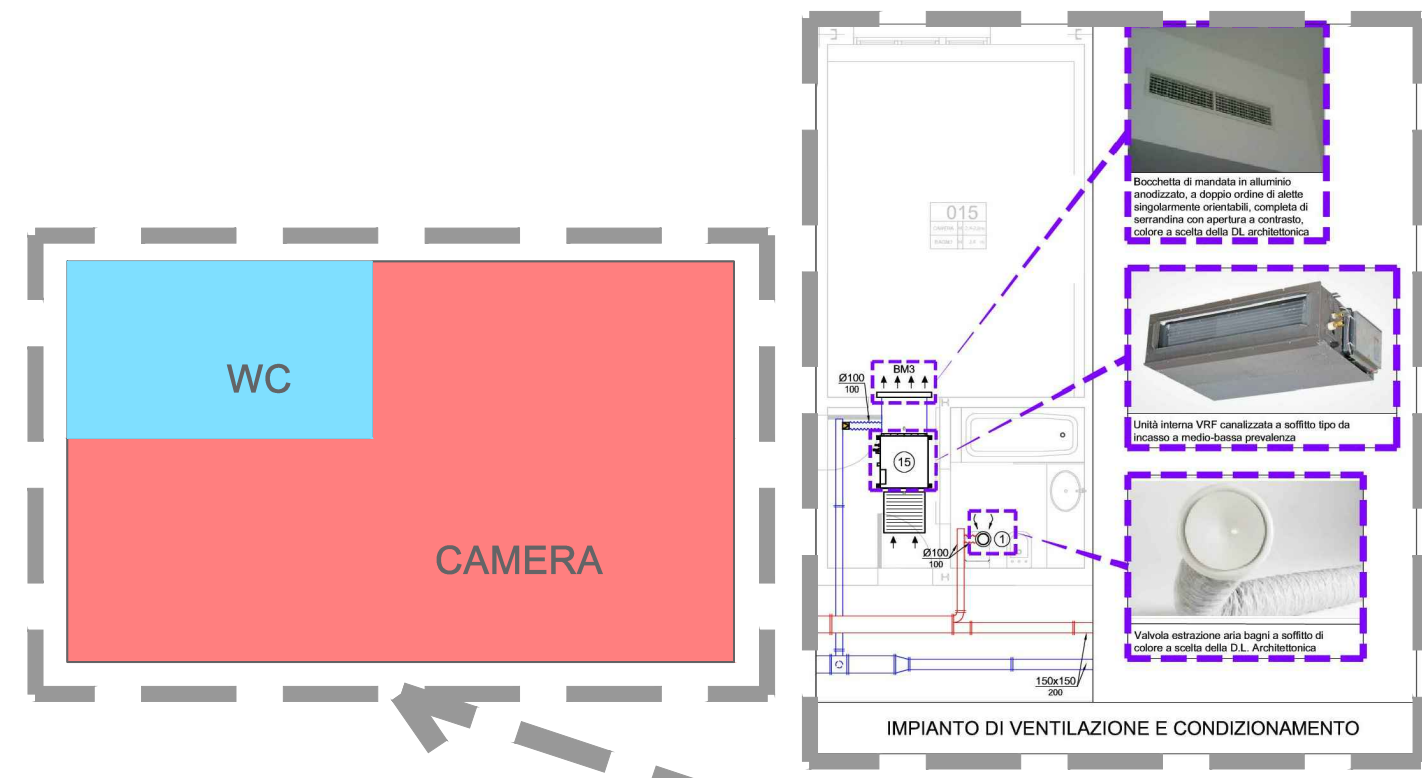 WC
CAMERA
Bocchetta di mandata in alluminio
anodizzato, a doppio ordine di alette
singolarmente orientabili, completa di
serrandina con apertura a contrasto,
colore a scelta della DL architettonica
015
CAMERA
BM3
Ø100
100
15
Unità interna VRF canalizzata a soffitto tipo da
incasso a medio-bassa prevalenza
1
Ø100
100
Valvola estrazione aria bagni a soffitto di
colore a scelta della D.L. Architettonica
150x150
200
IMPIANTO DI VENTILAZIONE E CONDIZIONAMENTO